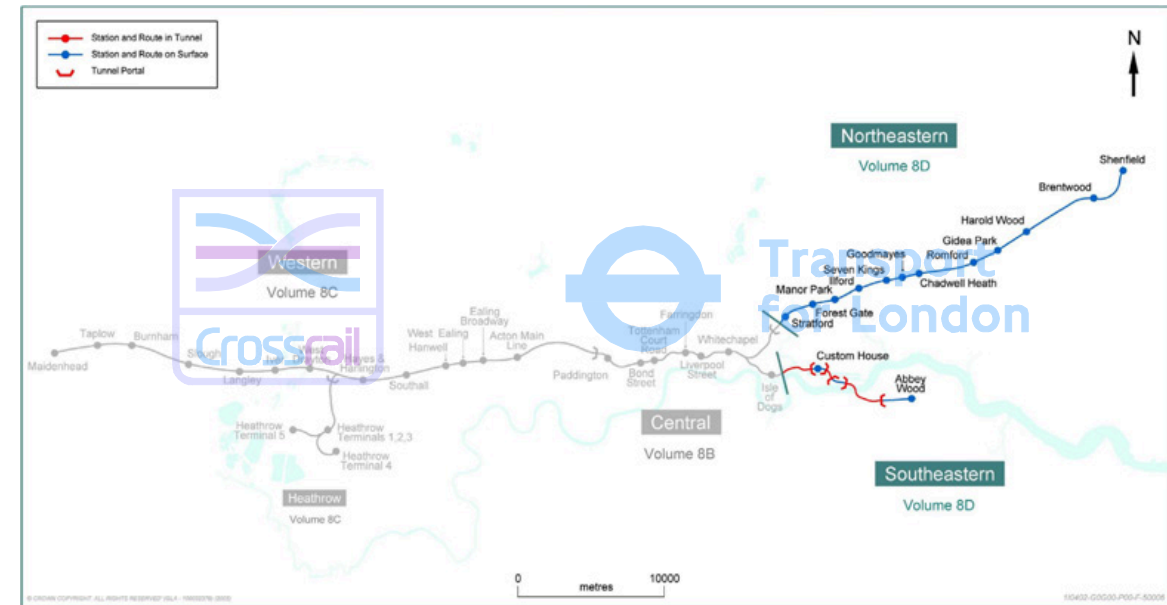 Station and Route in Tunnel
Station and Route on Surface
Tunnel Portal
N
Northeastern
Volume 8D
Shenfield
Brentwood
Harold Wood
Gidea Park
Romford
Chadwell Heath
Goodmayes
Seven Kings
Ilford
Manor Park
Forest Gate
Stratford
Transport
for London
Western
Volume 8C
Crossrail
Maidenhead
Taplow
Burnham
Slough
Langley
Iver
West
Drayton
Hayes &
Harlington
Southall
Hanwell
West Ealing
Ealing
Broadway
Acton Main
Line
Paddington
Bond
Street
Tottenham
Court
Road
Farringdon
Liverpool
Street
Whitechapel
Isle
of
Dogs
Custom House
Abbey
Wood
Heathrow
Terminal 5
Heathrow
Terminals 1,2,3
Heathrow
Terminal 4
Heathrow
Volume 8C
Central
Volume 8B
Southeastern
Volume 8D
0
10000
metres